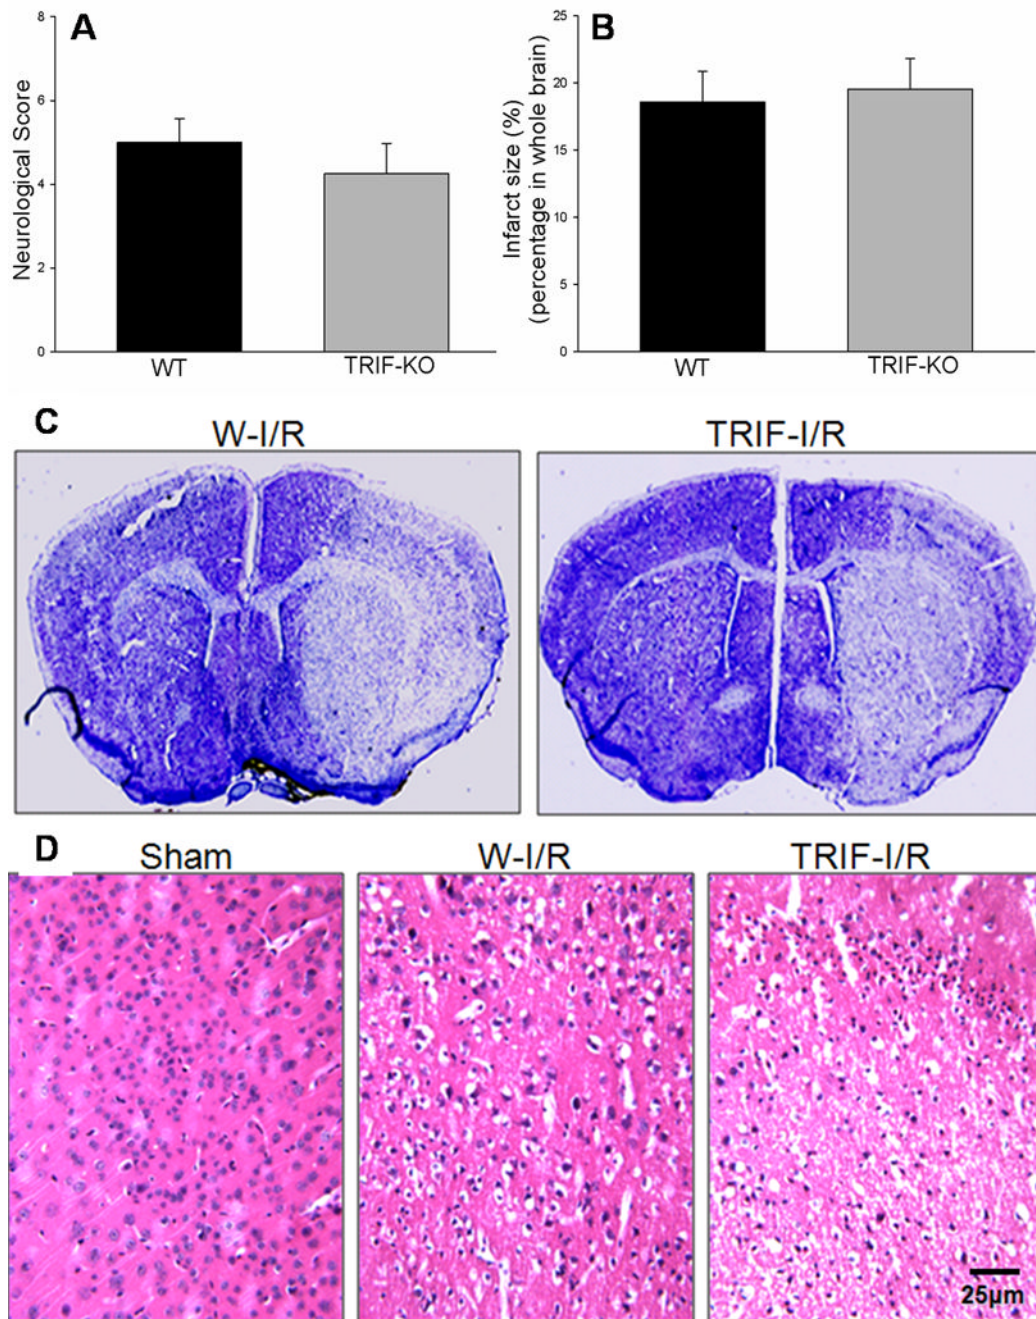 A
Neurological Score
8
6
4
2
0
WT
TRIF-KO
B
Infarct size (%)
(percentage in whole brain)
25
20
15
10
5
0
WT
TRIF-KO
C
W-I/R
TRIF-I/R
D
Sham
W-I/R
TRIF-I/R
25μm